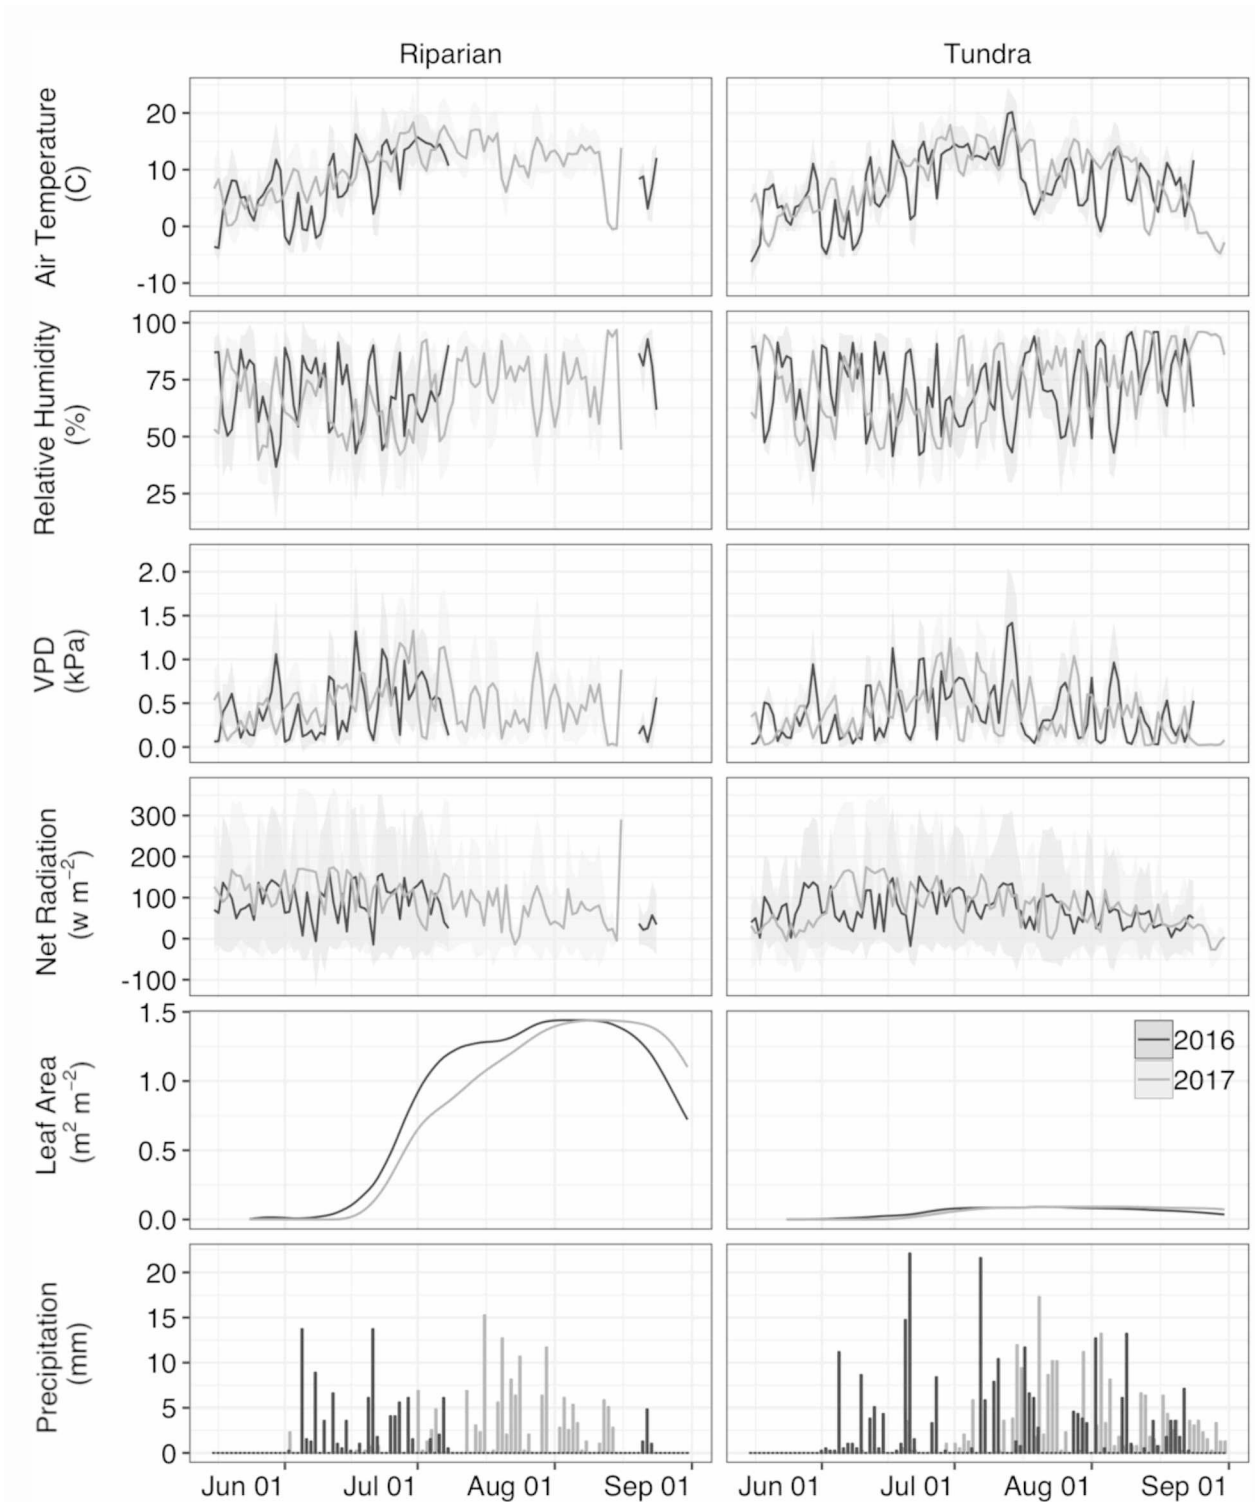 Riparian
Tundra
Air Temperature
(C)
20
10
0
-10
Relative Humidity
(%)
100
75
50
25
VPD
(kPa)
2.0
1.5
1.0
0.5
0.0
Net Radiation
(w m⁻²)
300
200
100
0
-100
Leaf Area
(m² m⁻²)
1.5
1.0
0.5
0.0
2016
2017
Precipitation
(mm)
20
15
10
5
0
Jun 01 Jul 01 Aug 01 Sep 01
Jun 01 Jul 01 Aug 01 Sep 01